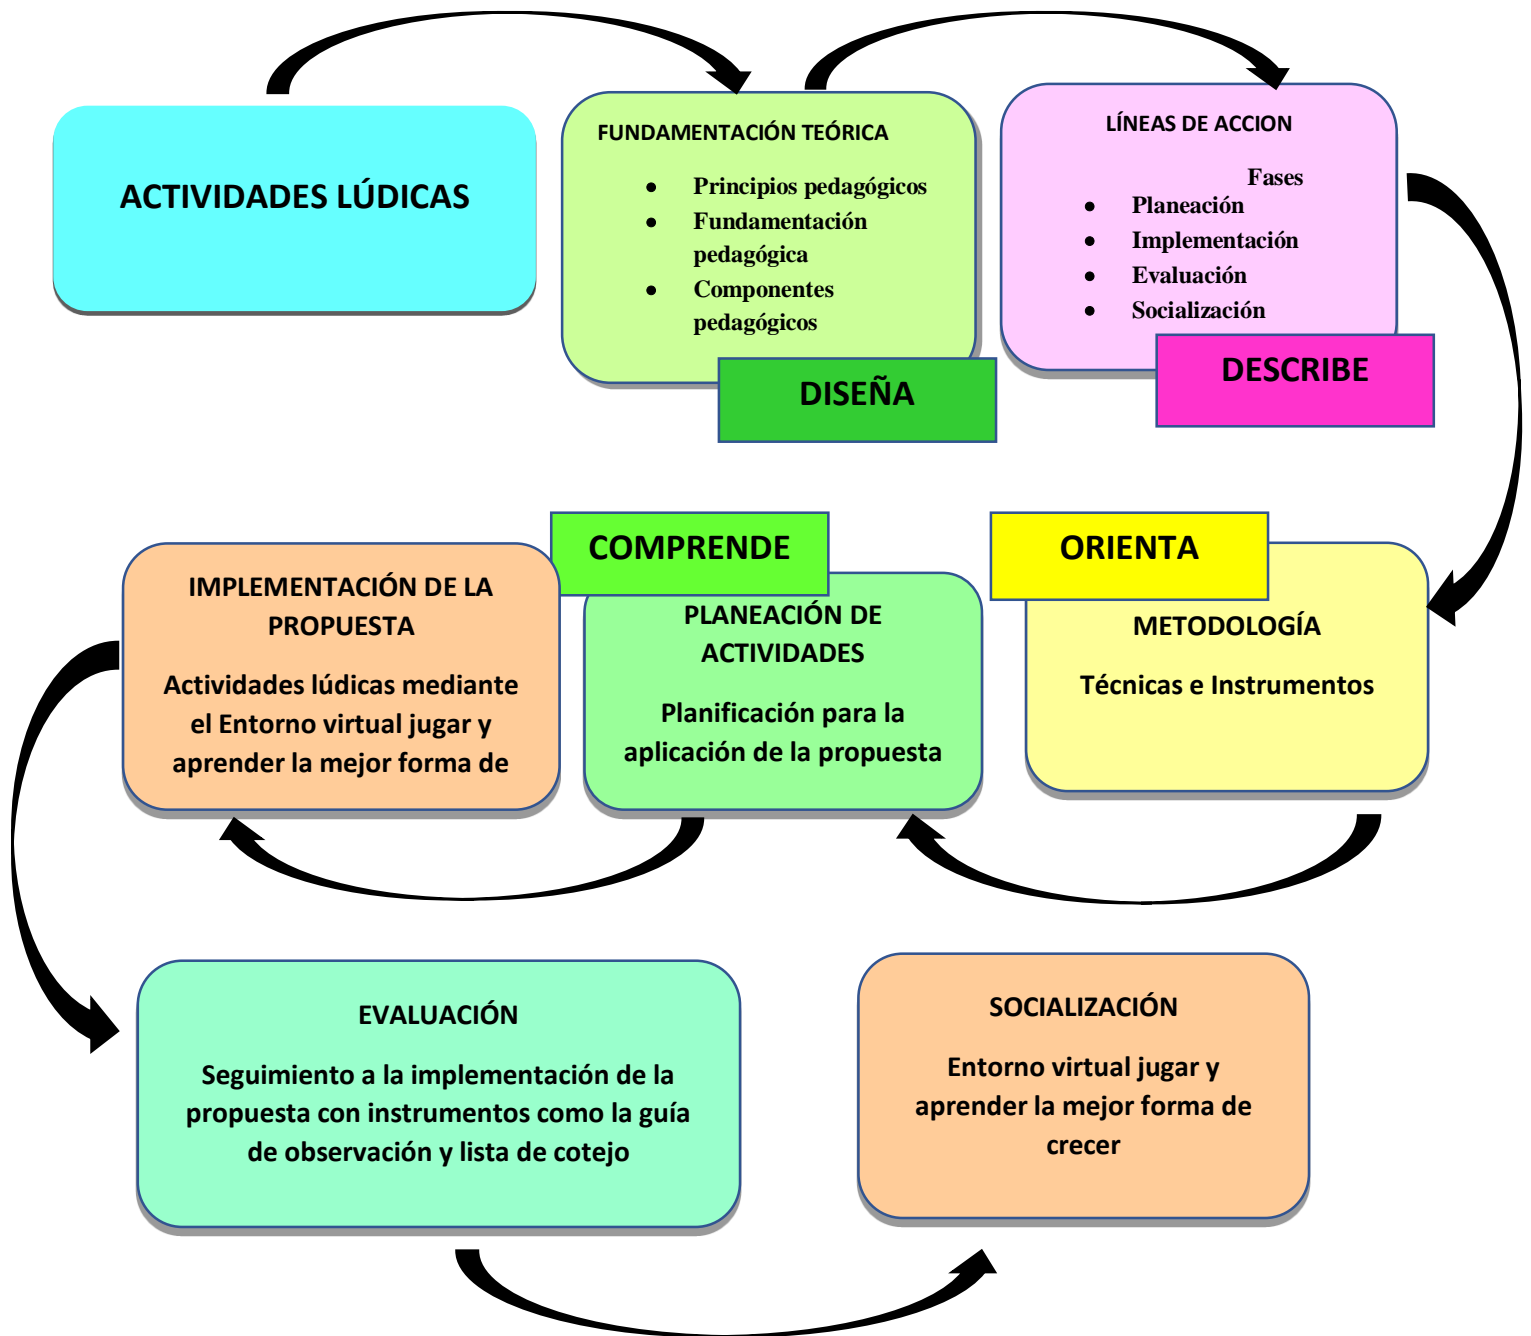 ACTIVIDADES LÚDICAS
FUNDAMENTACIÓN TEÓRICA
● Principios pedagógicos
● Fundamentación
pedagógica
● Componentes
pedagógicos
DISEÑA
LÍNEAS DE ACCION
Fases
● Planeación
● Implementación
● Evaluación
● Socialización
DESCRIBE
ORIENTA
METODOLOGÍA
Técnicas e Instrumentos
COMPRENDE
PLANEACIÓN DE
ACTIVIDADES
Planificación para la
aplicación de la propuesta
IMPLEMENTACIÓN DE LA
PROPUESTA
Actividades lúdicas mediante
el Entorno virtual jugar y
aprender la mejor forma de
EVALUACIÓN
Seguimiento a la implementación de la
propuesta con instrumentos como la guía
de observación y lista de cotejo
SOCIALIZACIÓN
Entorno virtual jugar y
aprender la mejor forma de
crecer